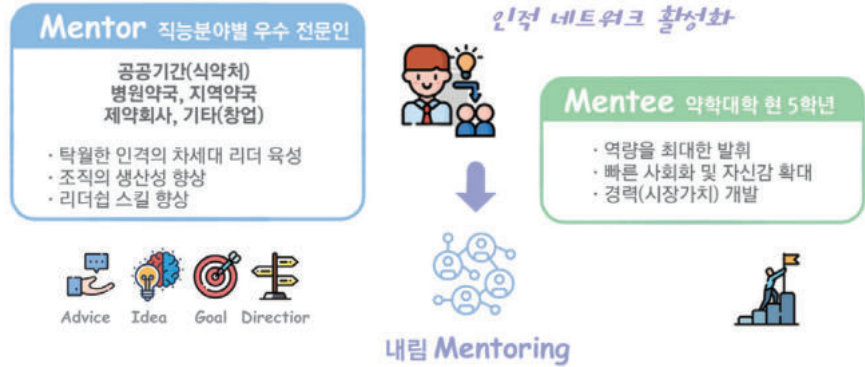 인적 네트워크 활성화
Mentor 직능분야별 우수 전문인
공공기간(식약처)
병원약국, 지역약국
제약회사, 기타(창업)
· 탁월한 인격의 차세대 리더 육성
· 조직의 생산성 향상
· 리더쉽 스킬 향상
Mentee 약학대학 현 5학년
· 역량을 최대한 발휘
· 빠른 사회화 및 자신감 확대
· 경력(시장가치) 개발
Advice Idea Goal Directior
내림 Mentoring